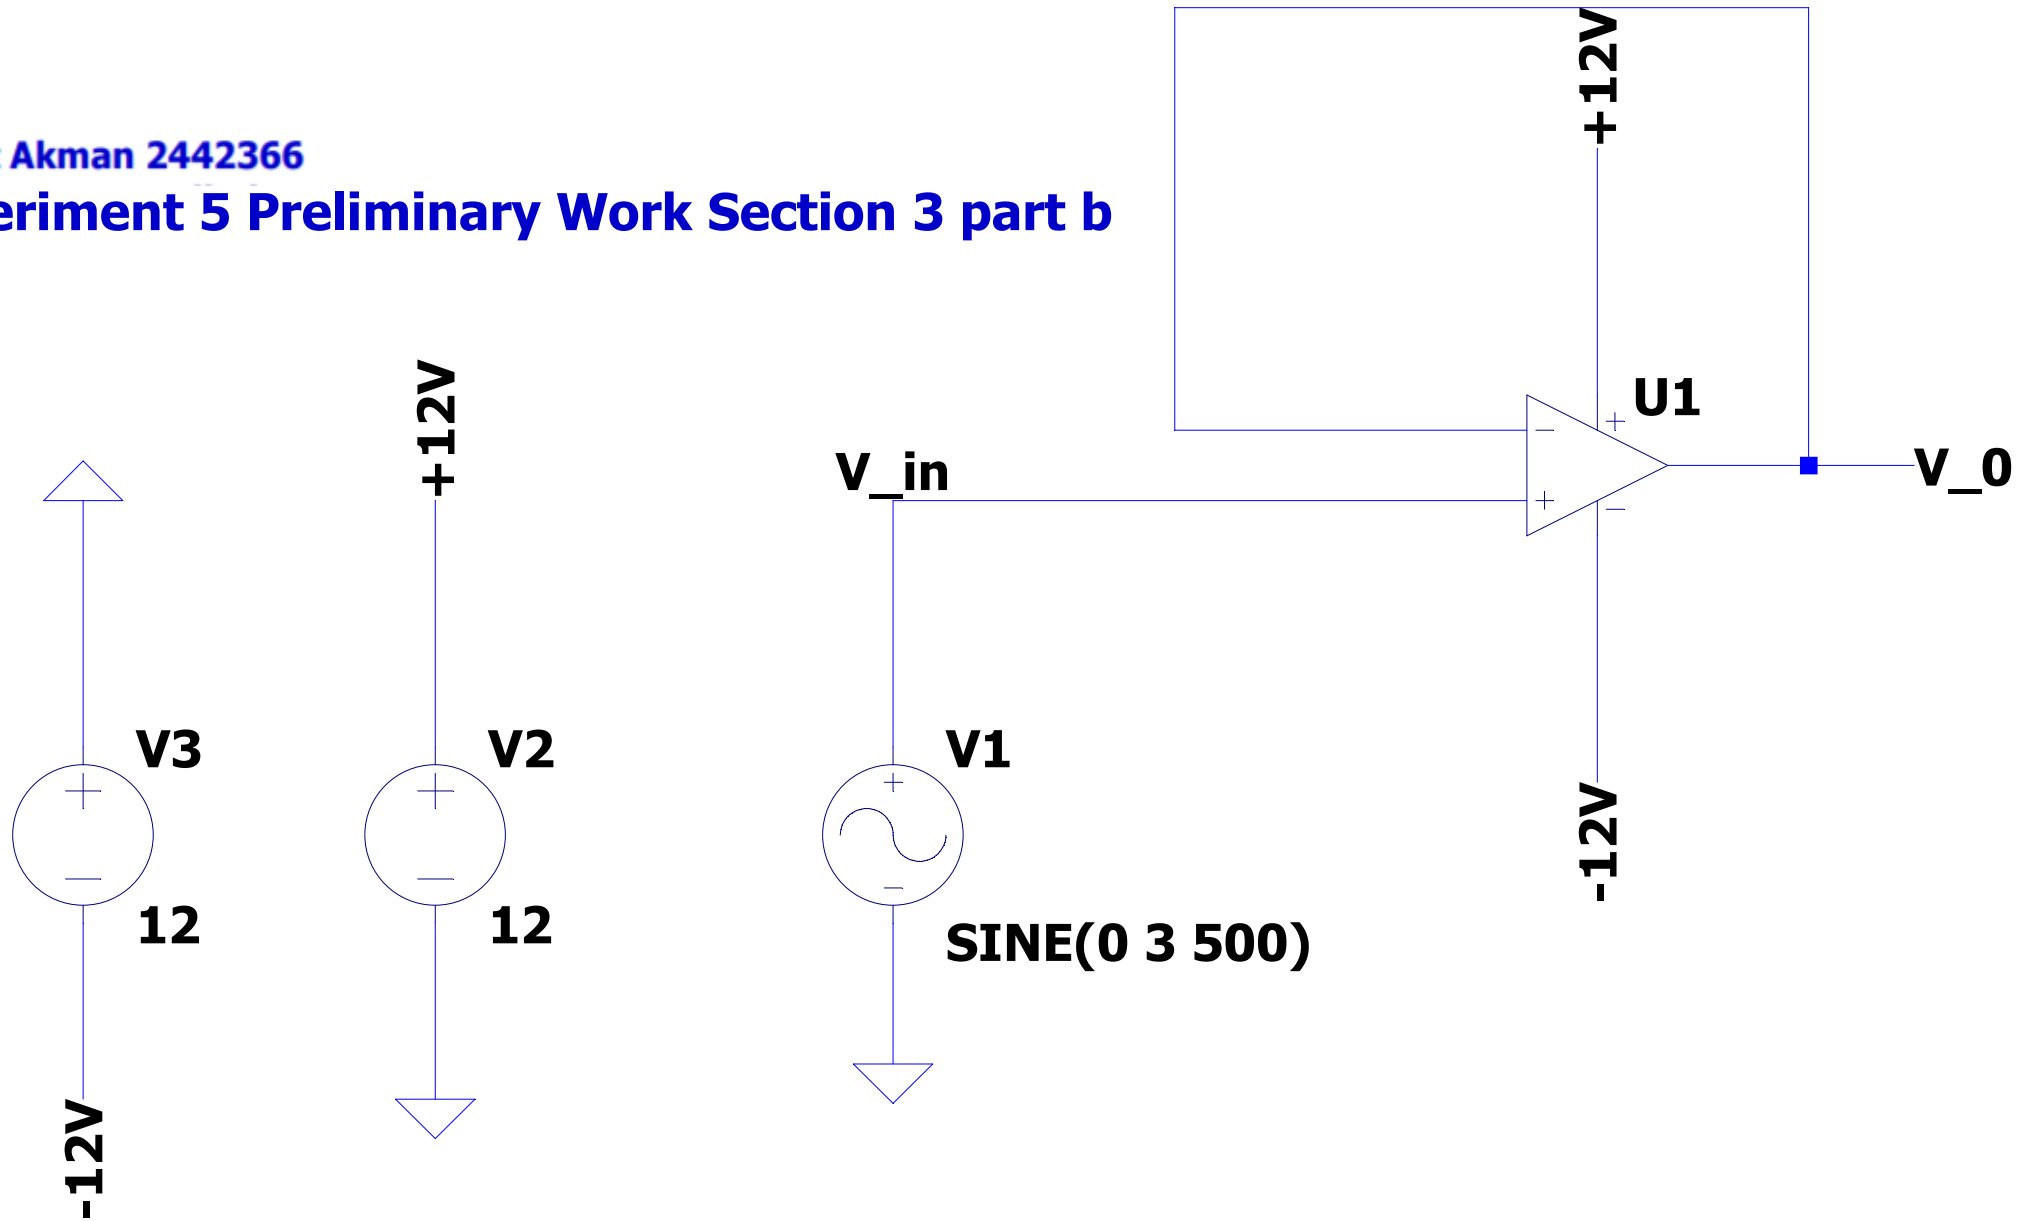 Akman 2442366
eriment 5 Preliminary Work Section 3 part b
+12V
U1
+12V
V_in
V_0
V3
V2
V1
-12V
12
12
SINE(0 3 500)
-12V